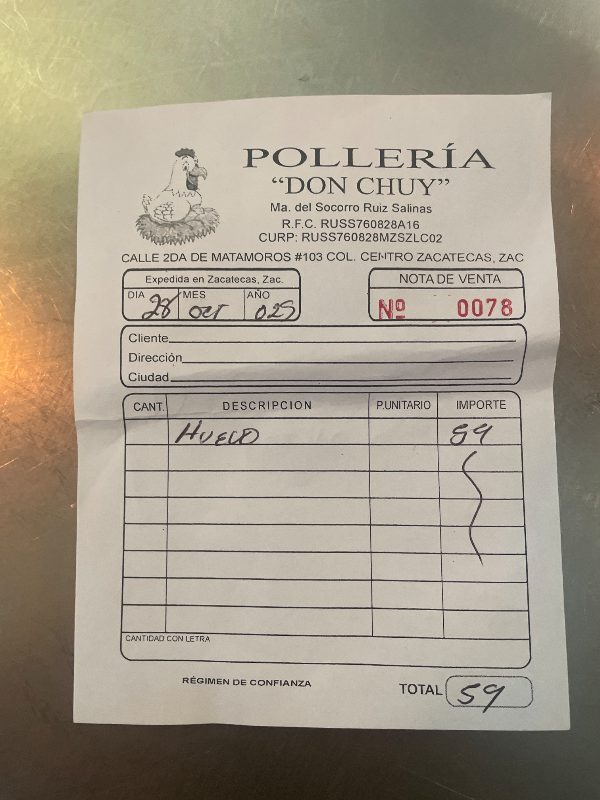 POLLERÍA
“DON CHUY”
Ma. del Socorro Ruiz Salinas
R.F.C. RUSS760828A16
CURP: RUSS760828MZSZLC02
CALLE 2DA DE MATAMOROS #103 COL. CENTRO ZACATECAS, ZAC
Expedida en Zacatecas, Zac.
DIA MES AÑO
28 OCT 025
NOTA DE VENTA
Nº 0078
Cliente
Dirección
Ciudad
CANT. DESCRIPCION P.UNITARIO IMPORTE
HUEVO 59
CANTIDAD CON LETRA
RÉGIMEN DE CONFIANZA
TOTAL 59